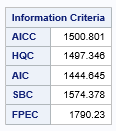 Information Criteria
AICC 1500.801
HQC 1497.346
AIC 1444.645
SBC 1574.378
FPEC 1790.23